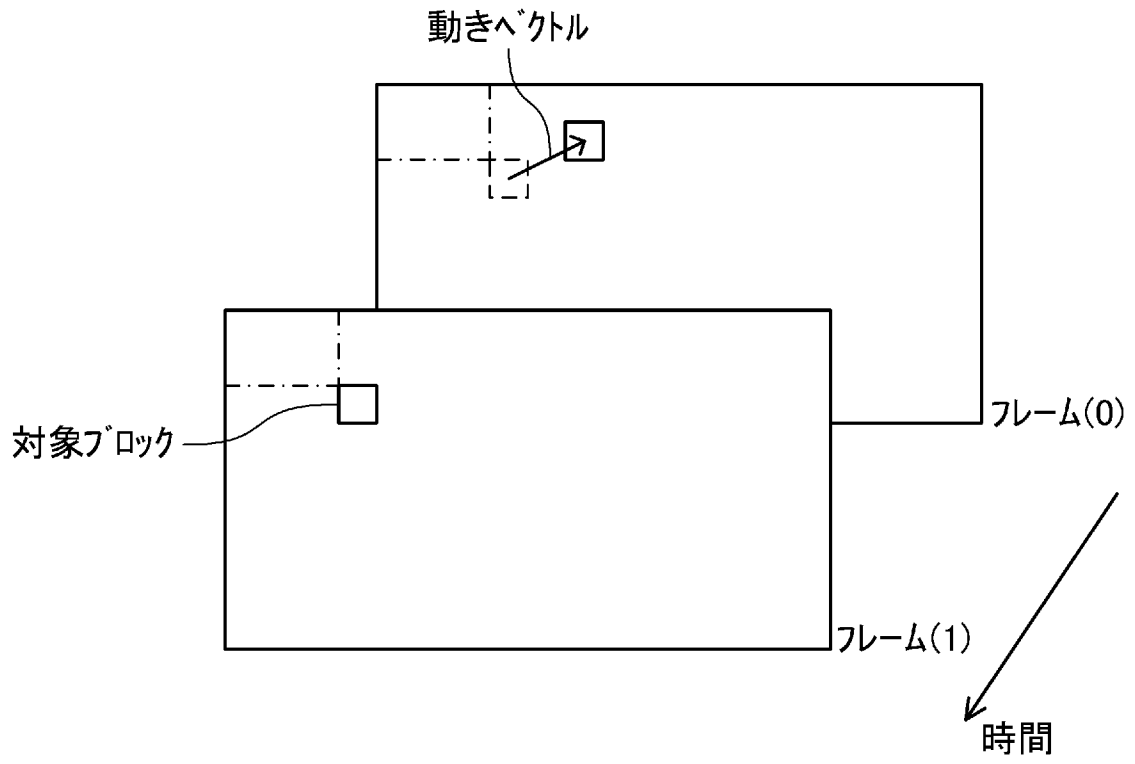 動きベクトル
フレーム(0)
対象ブロック
フレーム(1)
時間